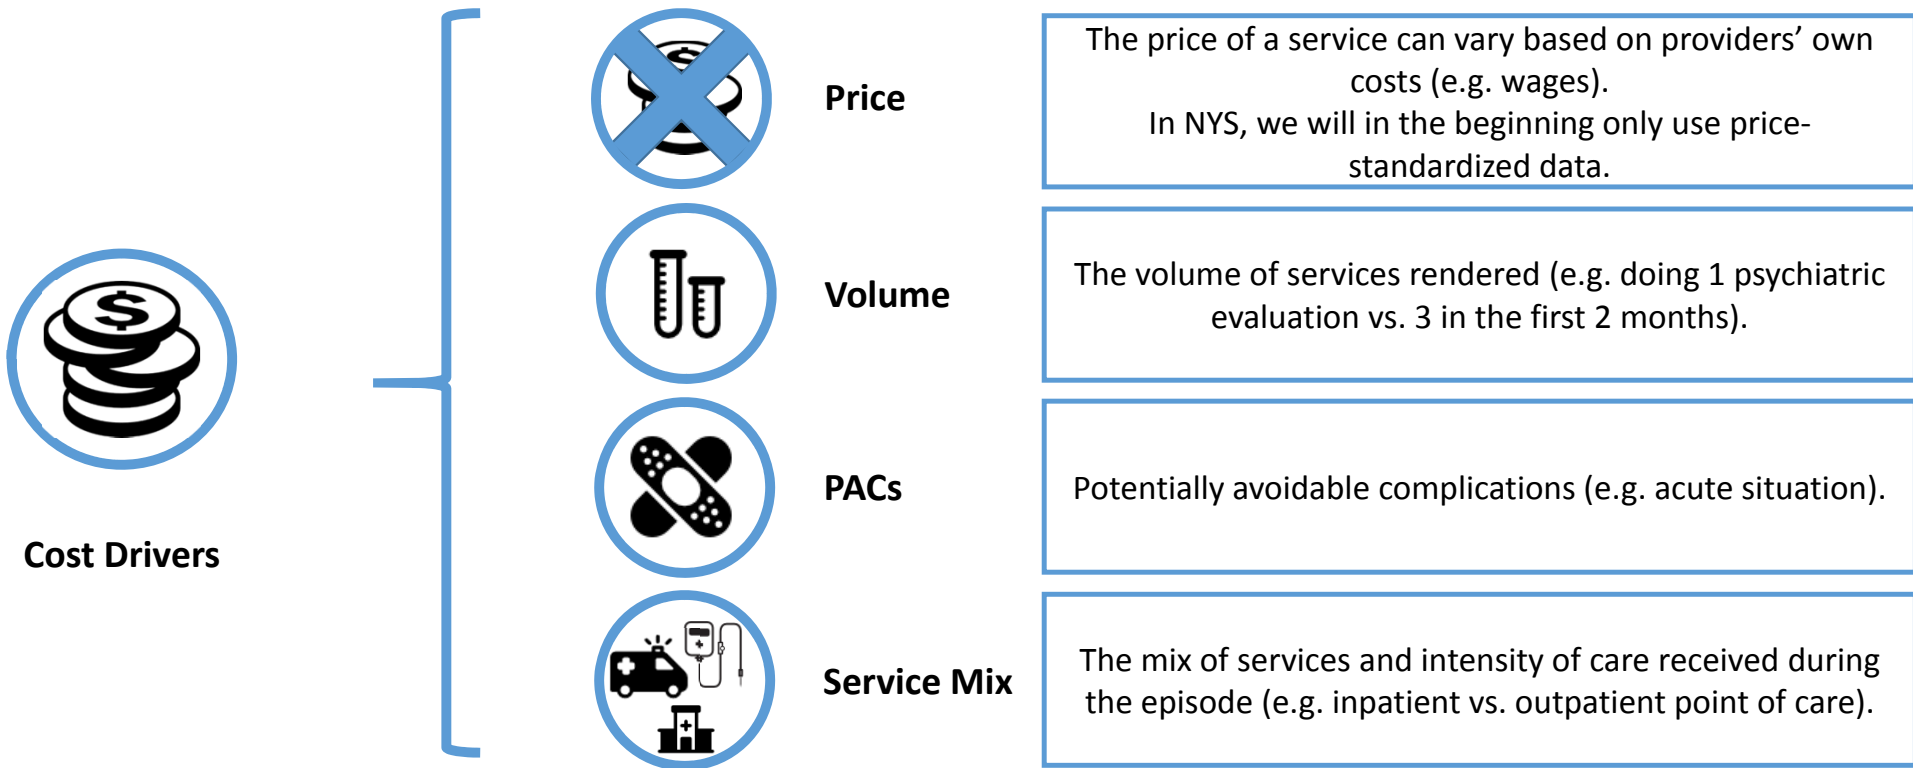 Cost Drivers
Price
The price of a service can vary based on providers’ own
costs (e.g. wages).
In NYS, we will in the beginning only use price-
standardized data.
Volume
The volume of services rendered (e.g. doing 1 psychiatric
evaluation vs. 3 in the first 2 months).
PACs
Potentially avoidable complications (e.g. acute situation).
Service Mix
The mix of services and intensity of care received during
the episode (e.g. inpatient vs. outpatient point of care).